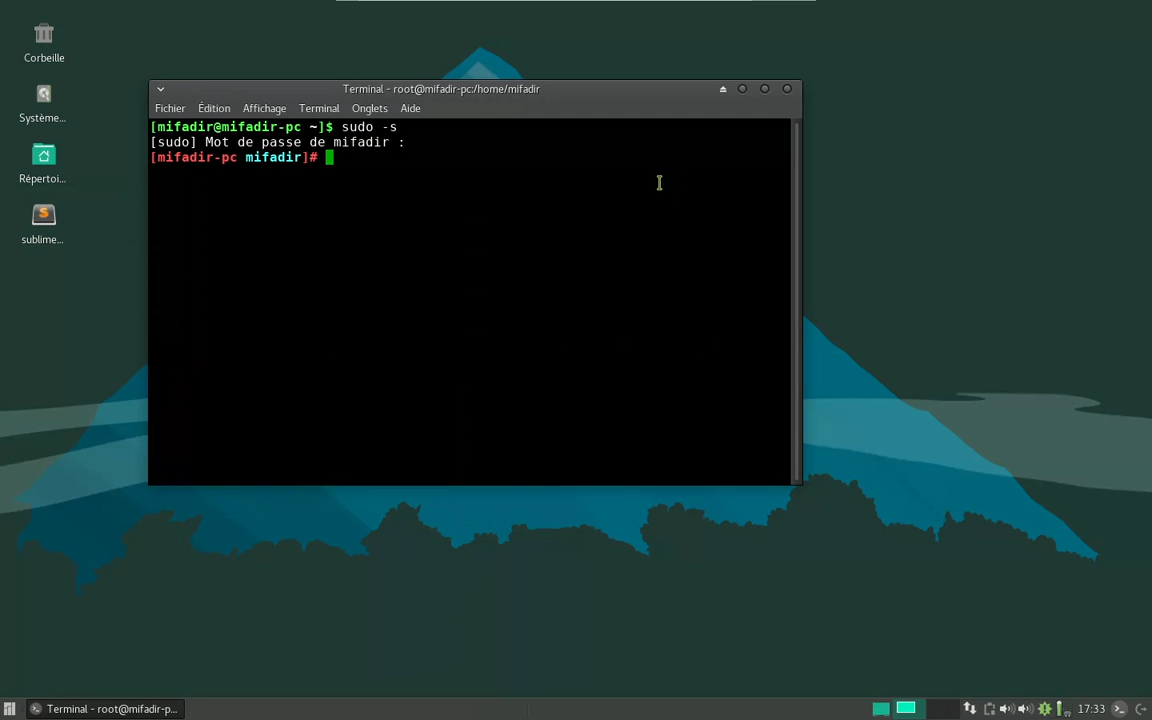 Corbeille
Système...
Répertoi...
sublime...
Terminal - root@mifadir-pc:/home/mifadir
Fichier Édition Affichage Terminal Onglets Aide
[mifadir@mifadir-pc ~]$ sudo -s
[sudo] Mot de passe de mifadir :
[mifadir-pc mifadir]#
Terminal - root@mifadir-p...
17:33